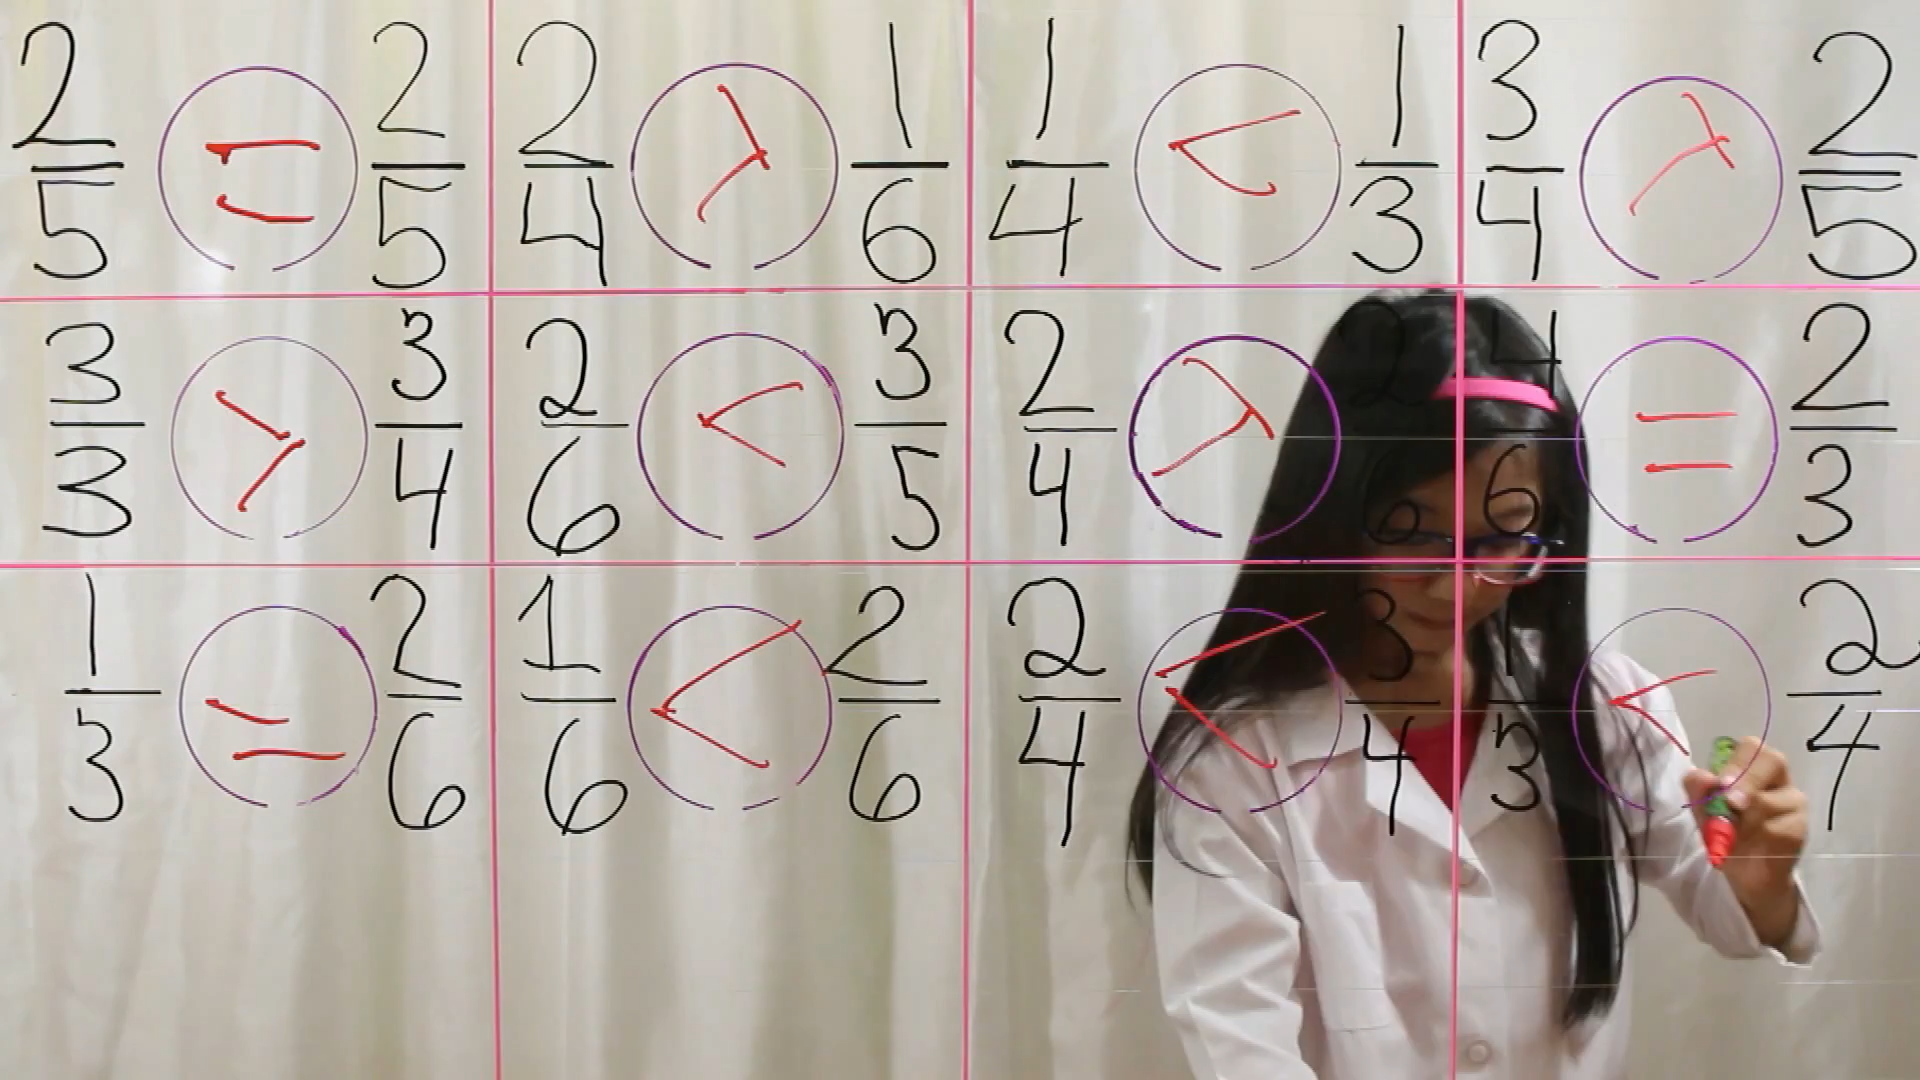 2/5 = 2/5
2/4 > 1/6
1/4 < 1/3
3/4 > 2/5
3/3 > 3/4
2/6 < 3/5
2/4 > 2/6
4/6 = 2/3
1/3 = 2/6
1/6 < 2/6
2/4 < 3/4
1/3 < 2/4